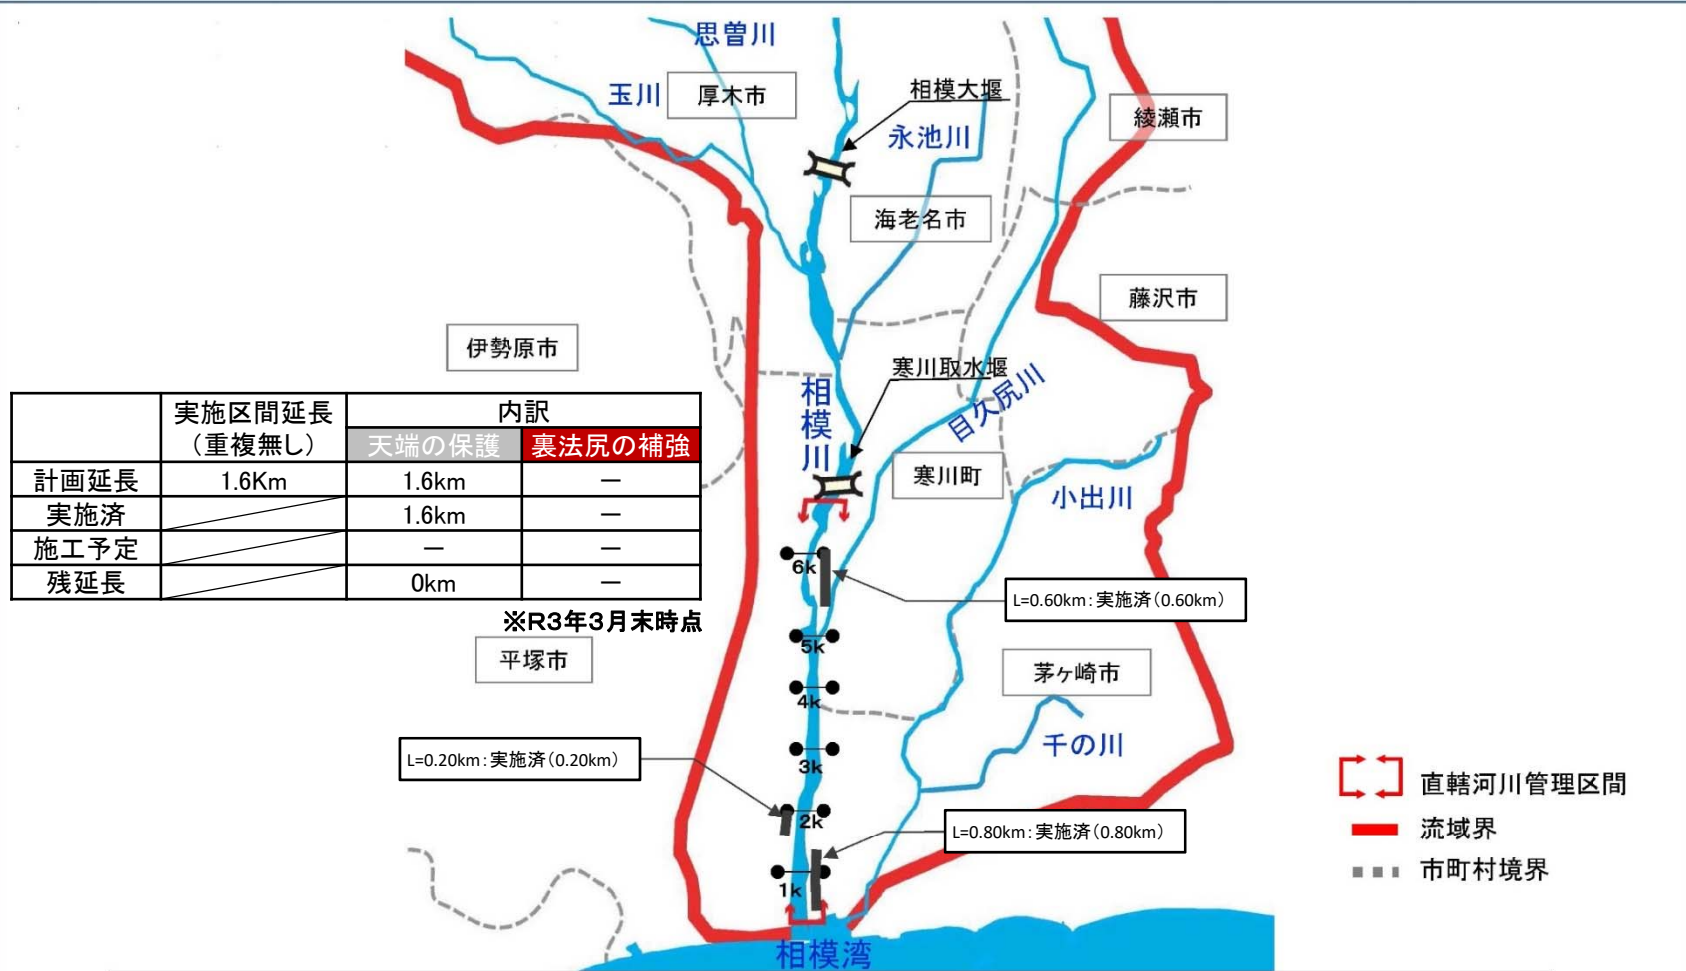 思曽川
玉川
厚木市
相模大堰
綾瀬市
永池川
海老名市
藤沢市
伊勢原市
寒川取水堰
相模川
目久尻川
寒川町
小出川
実施区間延長
（重複無し）
内訳
天端の保護
裏法尻の補強
計画延長 1.6Km 1.6km －
実施済 1.6km －
施工予定 － －
残延長 0km －
※R3年3月末時点
6k
L=0.60km：実施済（0.60km）
5k
平塚市
茅ヶ崎市
4k
千の川
L=0.20km：実施済（0.20km）
3k
2k
L=0.80km：実施済（0.80km）
1k
相模湾
直轄河川管理区間
流域界
市町村境界